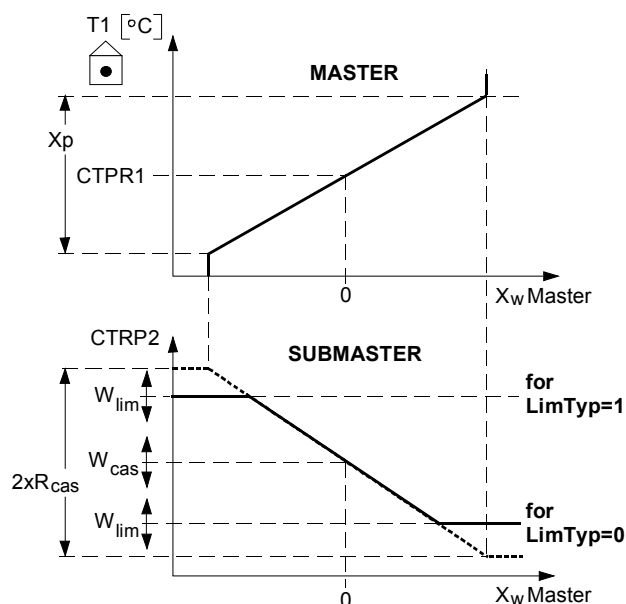 T1 [°C]
MASTER
Xp
CTPR1
0
Xw Master
CTRP2
SUBMASTER
for
LimTyp=1
Wlim
Wcas
2xRcas
Wlim
for
LimTyp=0
0
Xw Master